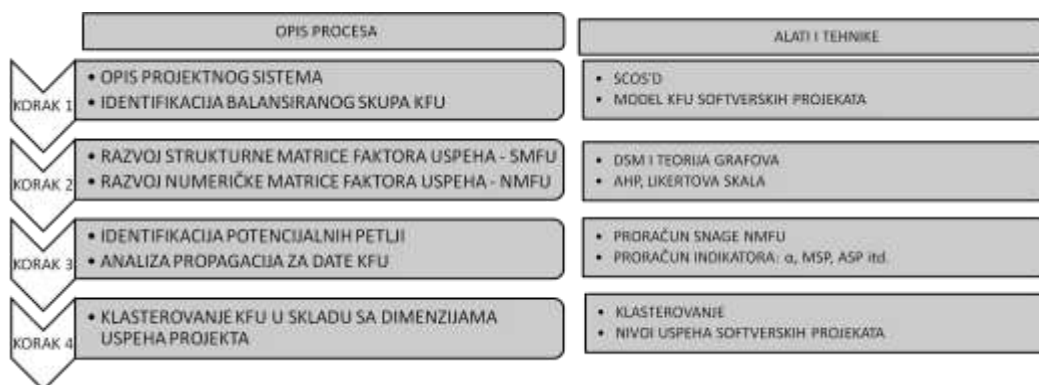 OPIS PROCESA
ALATI I TEHNIKE
KORAK 1
• OPIS PROJEKTNOG SISTEMA
• IDENTIFIKACIJA BALANSIRANOG SKUPA KFU
• SCOS'D
• MODEL KFU SOFTVERSKIH PROJEKATA
KORAK 2
• RAZVOJ STRUKTURNE MATRICE FAKTORA USPEHA - SMFU
• RAZVOJ NUMERIČKE MATRICE FAKTORA USPEHA - NMFU
• DSM I TEORIJA GRAFOVA
• AHP, LIKERTOVA SKALA
KORAK 3
• IDENTIFIKACIJA POTENCIJALNIH PETLJI
• ANALIZA PROPAGACIJA ZA DATE KFU
• PRORAČUN SNAGE NMFU
• PRORAČUN INDIKATORA: α, MSP, ASP itd.
KORAK 4
• KLASTEROVANJE KFU U SKLADU SA DIMENZIJAMA
USPEHA PROJEKTA
• KLASTEROVANJE
• NIVOI USPEHA SOFTVERSKIH PROJEKATA